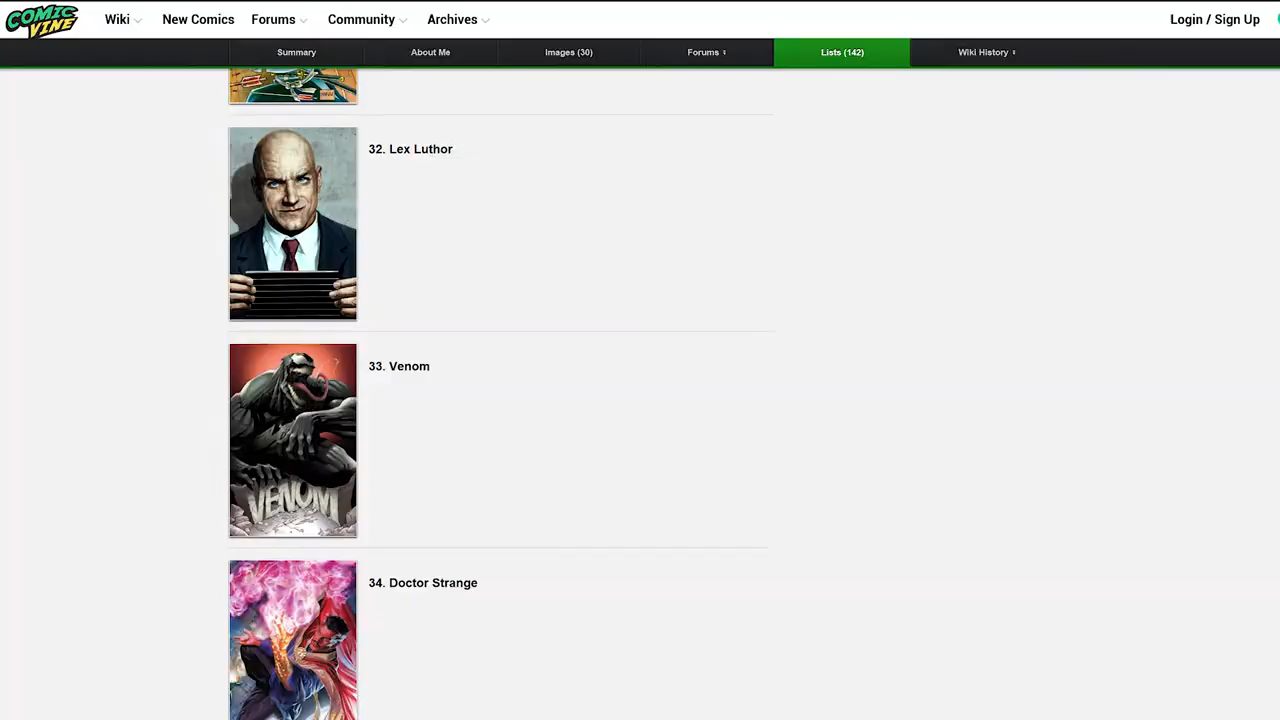 COMIC VINE
Wiki
New Comics
Forums
Community
Archives
Login / Sign Up
Summary
About Me
Images (30)
Forums
Lists (142)
Wiki History
32. Lex Luthor
33. Venom
VENOM
34. Doctor Strange